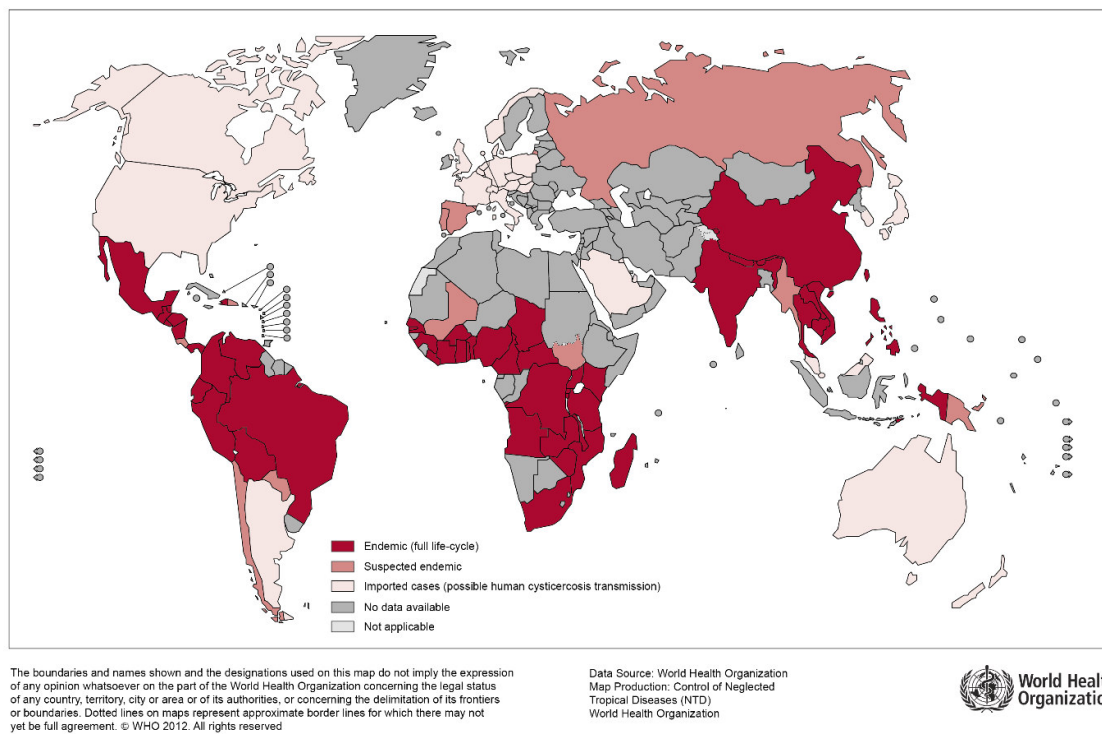 Endemic (full life-cycle)
Suspected endemic
Imported cases (possible human cysticercosis transmission)
No data available
Not applicable
The boundaries and names shown and the designations used on this map do not imply the expression
of any opinion whatsoever on the part of the World Health Organization concerning the legal status
of any country, territory, city or area or of its authorities, or concerning the delimitation of its frontiers
or boundaries. Dotted lines on maps represent approximate border lines for which there may not
yet be full agreement. © WHO 2012. All rights reserved
Data Source: World Health Organization
Map Production: Control of Neglected
Tropical Diseases (NTD)
World Health Organization
World Heal
Organizatio